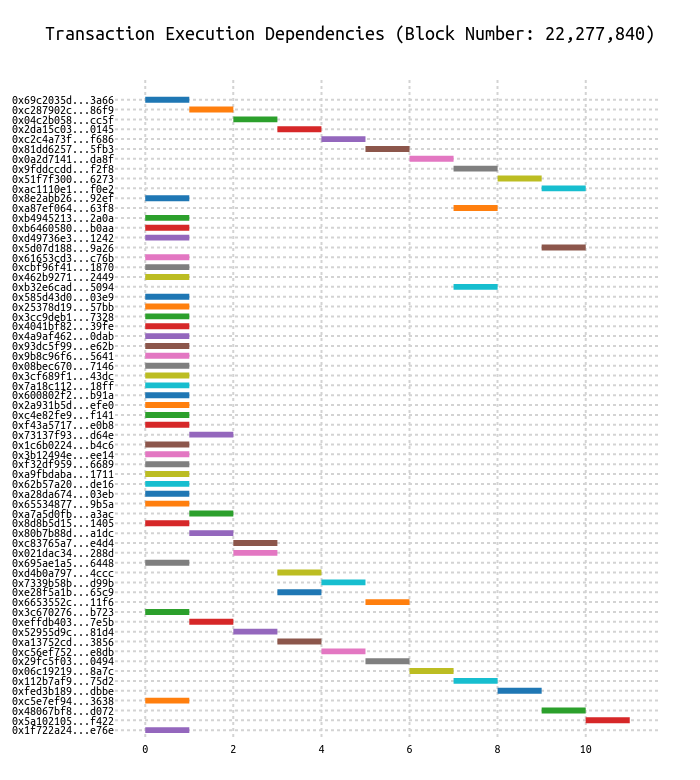 Transaction Execution Dependencies (Block Number: 22,277,840)
0x69c2035d...3a66
0xc287902c...86f9
0x04c2b058...cc5f
0x2da15c03...0145
0xc2c4a73f...f686
0x81dd6257...5fb3
0x0a2d7141...da8f
0x9fddccdd...f2f8
0x51f7f300...6273
0xac1110e1...f0e2
0x8e2abb26...92ef
0xa87ef064...63f8
0xb4945213...2a0a
0xb6460580...b0aa
0xd49736e3...1242
0x5d07d188...9a26
0x61653cd3...c76b
0xcbf96f41...1870
0x462b9271...2449
0xb32e6cad...5094
0x585d43d0...03e9
0x25378d19...57bb
0x3cc9deb1...7328
0x4041bf82...39fe
0x4a9af462...0dab
0x93dc5f99...e62b
0x9b8c96f6...5641
0x08bec670...7146
0x3cf689f1...43dc
0x7a18c112...18ff
0x600802f2...b91a
0x2a931b5d...efe0
0xc4e82fe9...f141
0xf43a5717...e0b8
0x73137f93...d64e
0x1c6b0224...b4c6
0x3b12494e...ee14
0xf32df959...6689
0xa9fbdaba...1711
0x62b57a20...de16
0xa28da674...03eb
0x65534877...9b5a
0xa7a5d0fb...a3ac
0x8d8b5d15...1405
0x80b7b88d...a1dc
0xc83765a7...e4d4
0x021dac34...288d
0x695ae1a5...6448
0xd4b0a797...4ccc
0x7339b58b...d99b
0xe28f5a1b...65c9
0x6653552c...11f6
0x3c670276...b723
0xeffdb403...7e5b
0x52955d9c...81d4
0xa13752cd...3856
0xc56ef752...e8db
0x29fc5f03...0494
0x06c19219...8a7c
0x112b7af9...75d2
0xfed3b189...dbbe
0xc5e7ef94...3638
0x48067bf8...d072
0x5a102105...f422
0x1f722a24...e76e
0 2 4 6 8 10